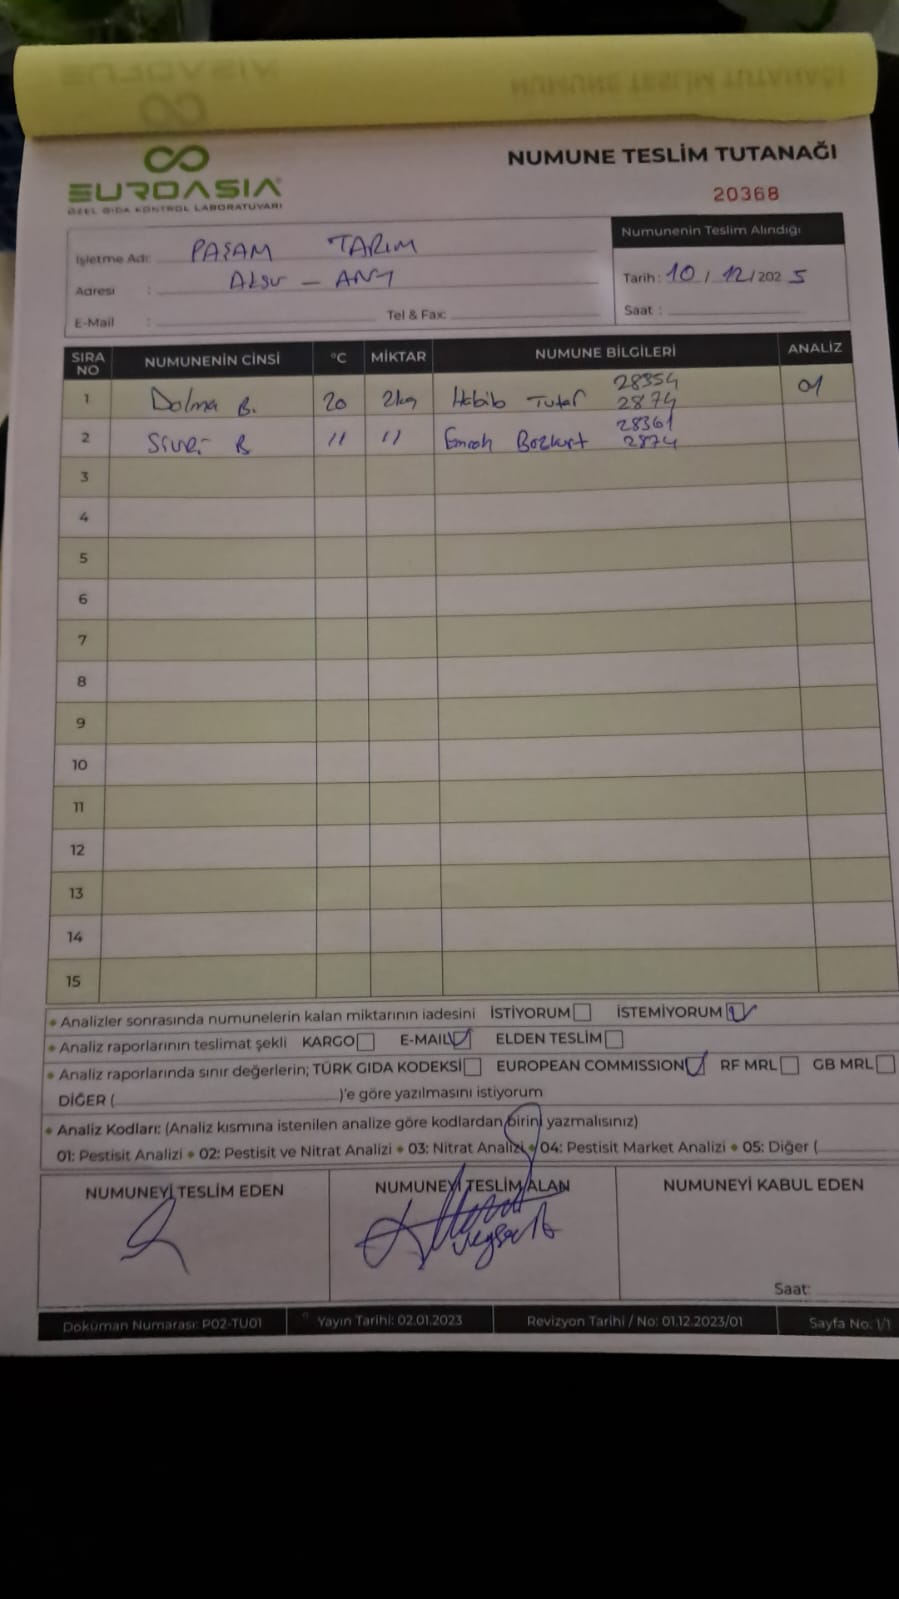 NUMUNE TESLİM TUTANAĞI
EUROASIA
ÖZEL GIDA KONTROL LABORATUVARI
20368
İşletme Adı: PAŞAM TARIM
Adresi : AKSU - ANT
E-Mail : Tel & Fax:
Numunenin Teslim Alındığı
Tarih: 10 / 12 / 2025
Saat :
SIRA NO NUMUNENİN CİNSİ °C MİKTAR NUMUNE BİLGİLERİ ANALİZ
1 Dolma B. 20 2kg Habib Tutar 28354 2874 01
2 Sivri B " " Emrah Bozkurt 28361 2874
3
4
5
6
7
8
9
10
11
12
13
14
15
• Analizler sonrasında numunelerin kalan miktarının iadesini İSTİYORUM İSTEMİYORUM
• Analiz raporlarının teslimat şekli KARGO E-MAIL ELDEN TESLİM
• Analiz raporlarında sınır değerlerin; TÜRK GIDA KODEKSİ EUROPEAN COMMISSION RF MRL GB MRL
DİĞER ( )'e göre yazılmasını istiyorum
• Analiz Kodları: (Analiz kısmına istenilen analize göre kodlardan birini yazmalısınız)
01: Pestisit Analizi • 02: Pestisit ve Nitrat Analizi • 03: Nitrat Analizi • 04: Pestisit Market Analizi • 05: Diğer (
NUMUNEYİ TESLİM EDEN NUMUNEYİ TESLİM ALAN NUMUNEYİ KABUL EDEN
Saat:
Doküman Numarası: P02-TU01 Yayın Tarihi: 02.01.2023 Revizyon Tarihi / No: 01.12.2023/01 Sayfa No. 1/1